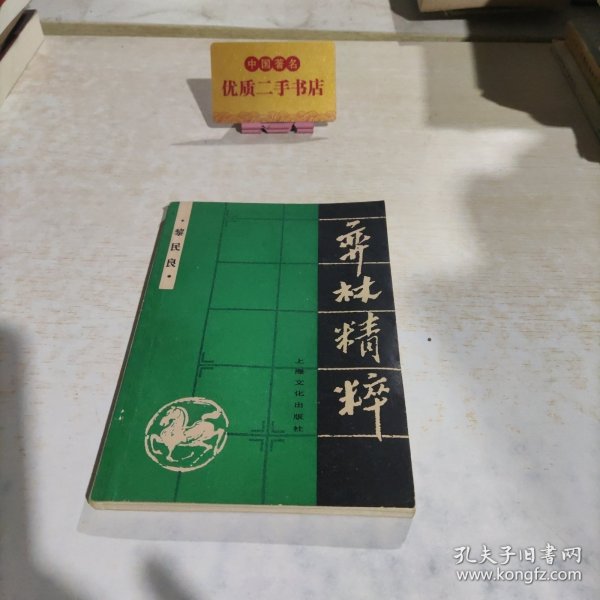 中国著名
优质二手书店
弈林精粹
·黎民良·
上海文化出版社
孔夫子旧书网
www.kongfz.com